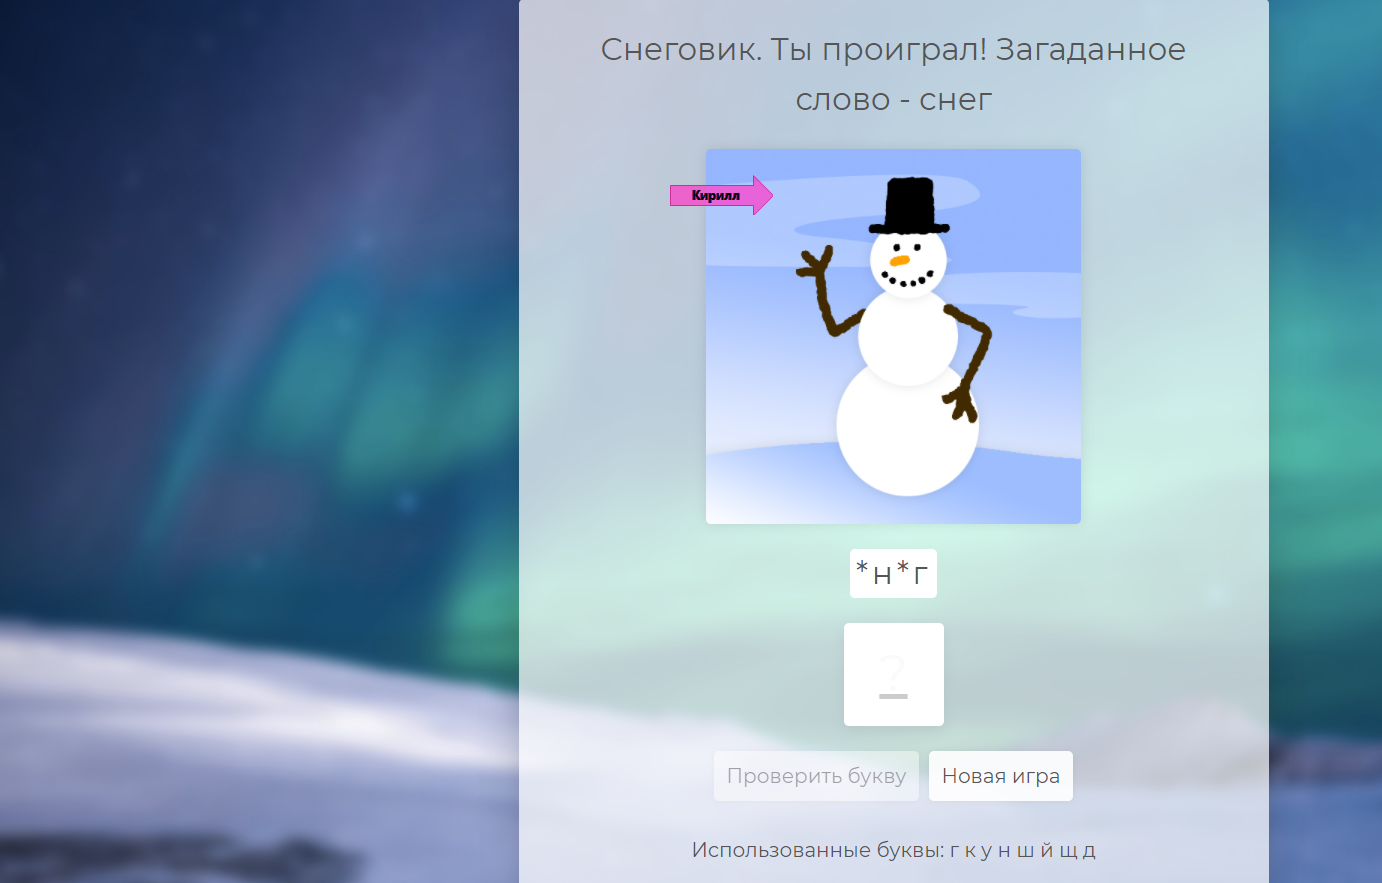 Снеговик. Ты проиграл! Загаданное
слово - снег
Кирилл
*н*г
?
Проверить букву
Новая игра
Использованные буквы: г к у н ш й щ д